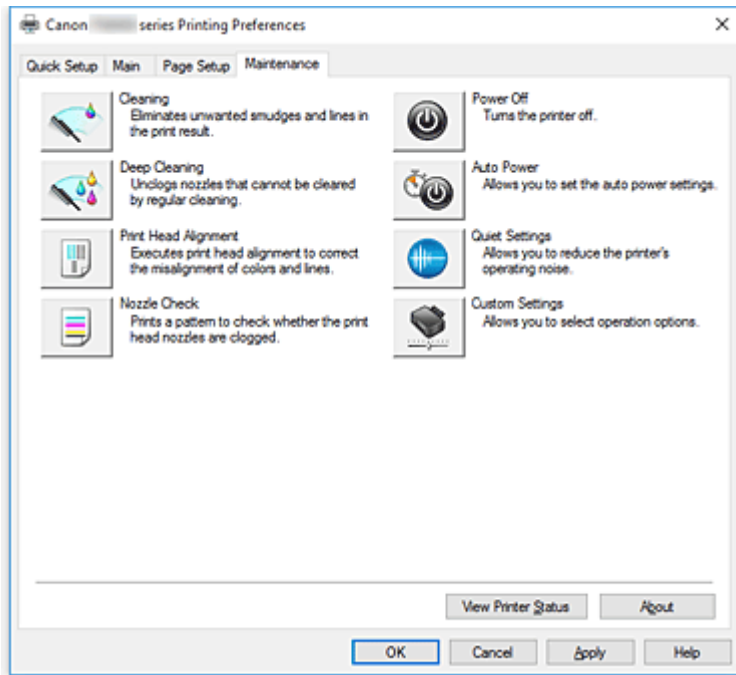 Canon series Printing Preferences
Quick Setup Main Page Setup Maintenance
Cleaning
Eliminates unwanted smudges and lines in
the print result.
Deep Cleaning
Unclogs nozzles that cannot be cleared
by regular cleaning.
Print Head Alignment
Executes print head alignment to correct
the misalignment of colors and lines.
Nozzle Check
Prints a pattern to check whether the print
head nozzles are clogged.
Power Off
Turns the printer off.
Auto Power
Allows you to set the auto power settings.
Quiet Settings
Allows you to reduce the printer's
operating noise.
Custom Settings
Allows you to select operation options.
View Printer Status About
OK Cancel Apply Help